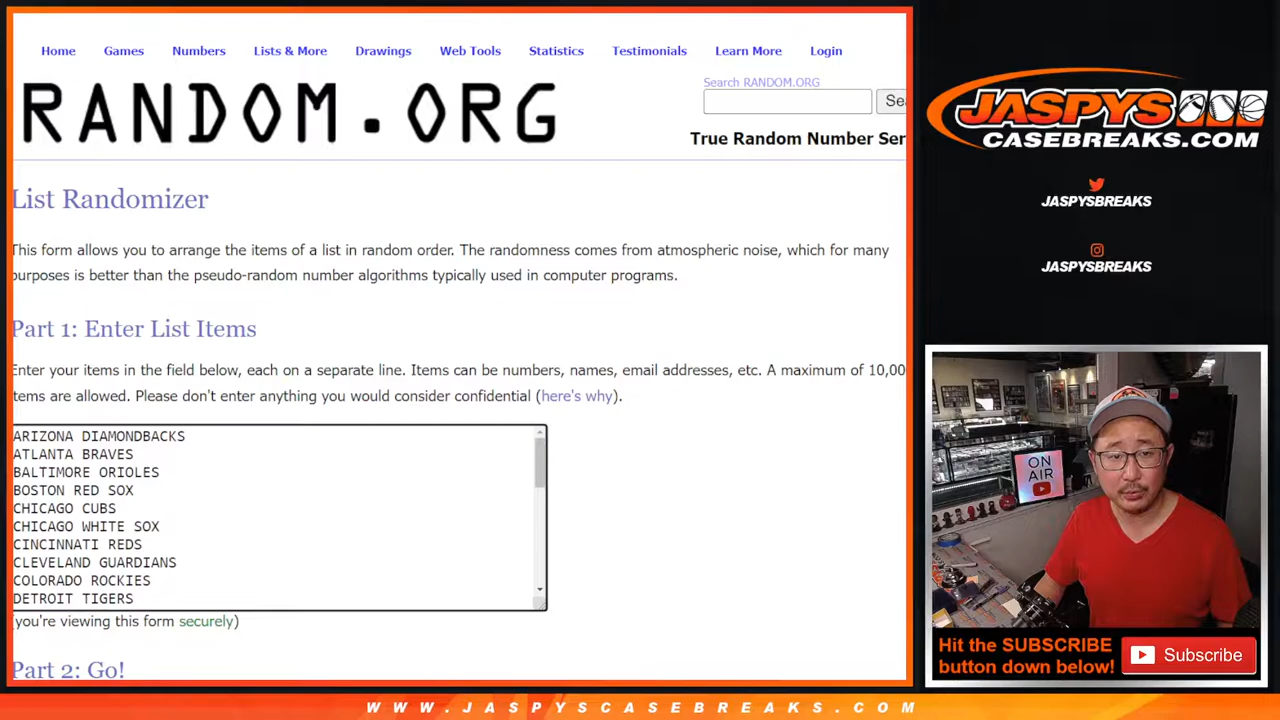 Home Games Numbers Lists & More Drawings Web Tools Statistics Testimonials Learn More Login
RANDOM.ORG
Search RANDOM.ORG
True Random Number Ser
List Randomizer
This form allows you to arrange the items of a list in random order. The randomness comes from atmospheric noise, which for many
purposes is better than the pseudo-random number algorithms typically used in computer programs.
Part 1: Enter List Items
Enter your items in the field below, each on a separate line. Items can be numbers, names, email addresses, etc. A maximum of 10,00
items are allowed. Please don't enter anything you would consider confidential (here's why).
ARIZONA DIAMONDBACKS
ATLANTA BRAVES
BALTIMORE ORIOLES
BOSTON RED SOX
CHICAGO CUBS
CHICAGO WHITE SOX
CINCINNATI REDS
CLEVELAND GUARDIANS
COLORADO ROCKIES
DETROIT TIGERS
(you're viewing this form securely)
Part 2: Go!
JASPYS
CASEBREAKS.COM
JASPYSBREAKS
JASPYSBREAKS
ON
AIR
Hit the SUBSCRIBE
button down below!
Subscribe
WWW.JASPYSCASEBREAKS.COM